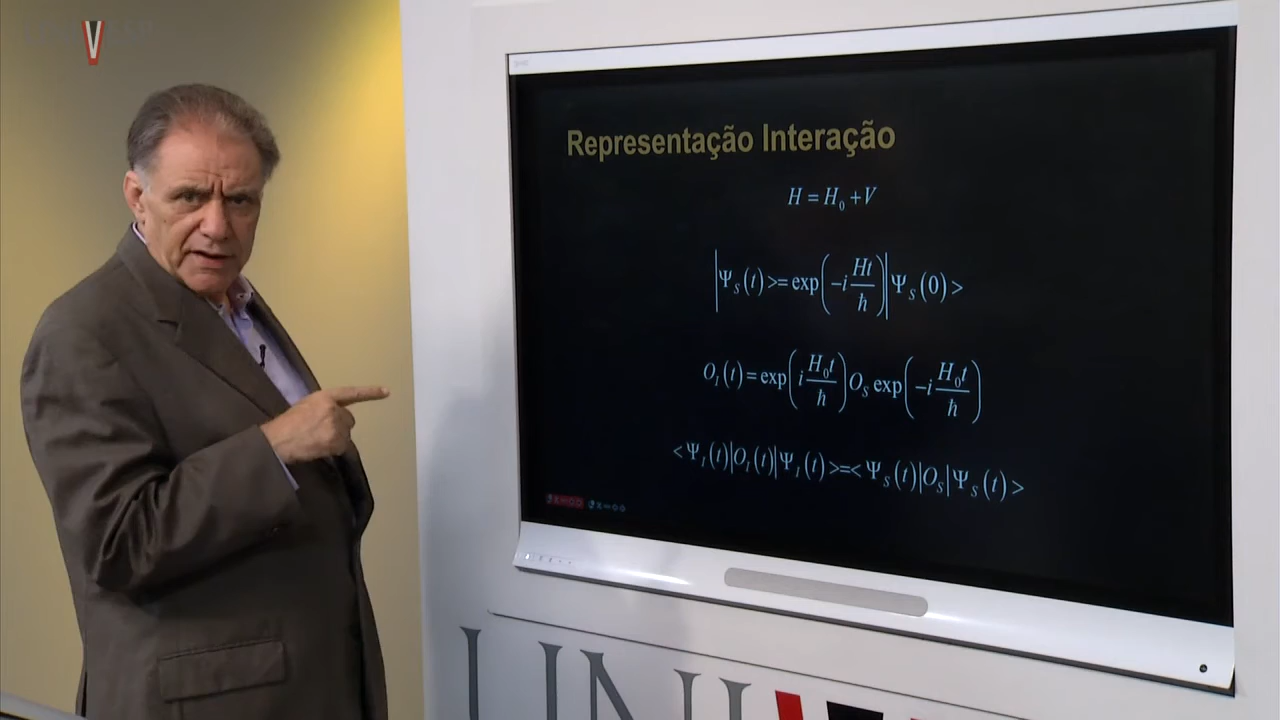 Representação Interação
H = H₀ + V
|Ψ_S(t)>= exp(-i Ht/ħ)|Ψ_S(0)>
O_I(t) = exp(i H₀t/ħ) O_S exp(-i H₀t/ħ)
<Ψ_I(t)|O_I(t)|Ψ_I(t)>=<Ψ_S(t)|O_S|Ψ_S(t)>
UNIV